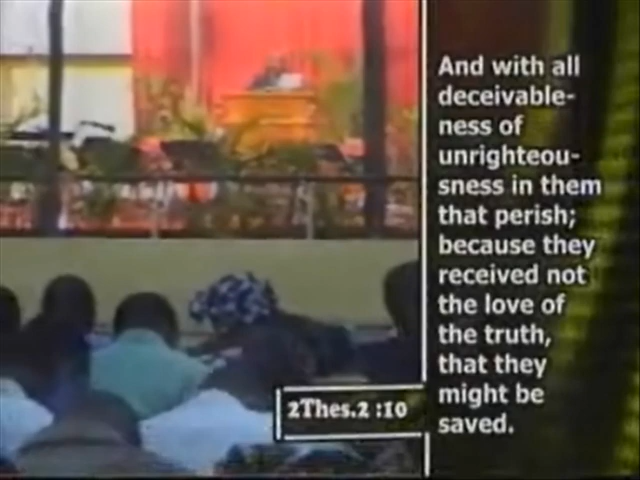 And with all
deceivable-
ness of
unrighteou-
sness in them
that perish;
because they
received not
the love of
the truth,
that they
might be
saved.
2Thes.2 :10